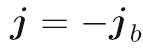 𝒋 = −𝒋_b